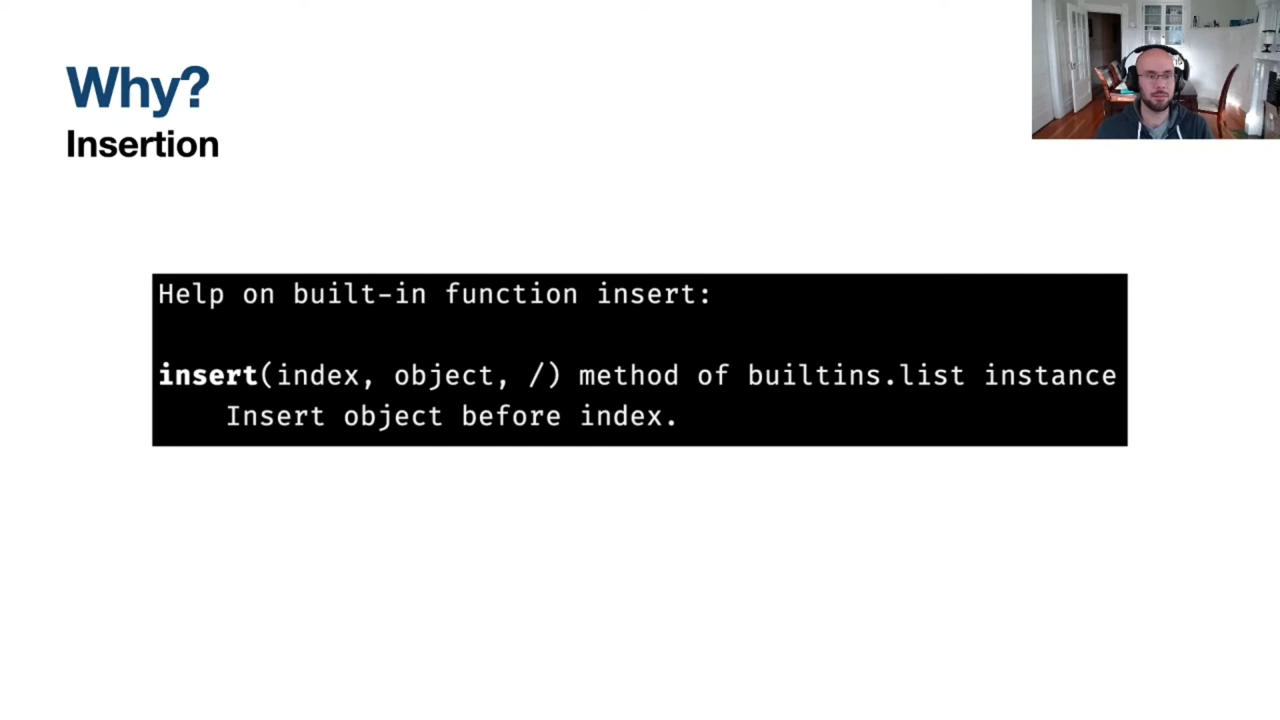 Why?
Insertion
Help on built-in function insert:
insert(index, object, /) method of builtins.list instance
Insert object before index.